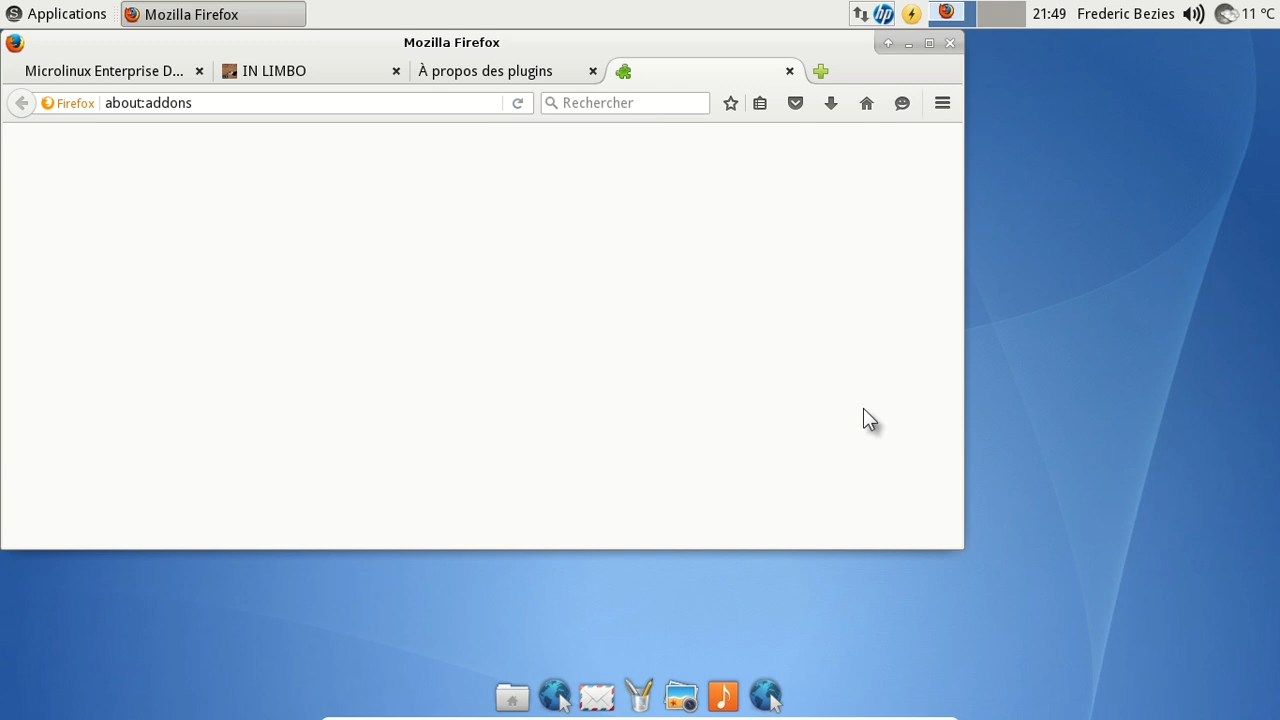 Applications
Mozilla Firefox
hp
21:49
Frederic Bezies
11 °C
Mozilla Firefox
Microlinux Enterprise D...
IN LIMBO
À propos des plugins
Firefox
about:addons
Rechercher